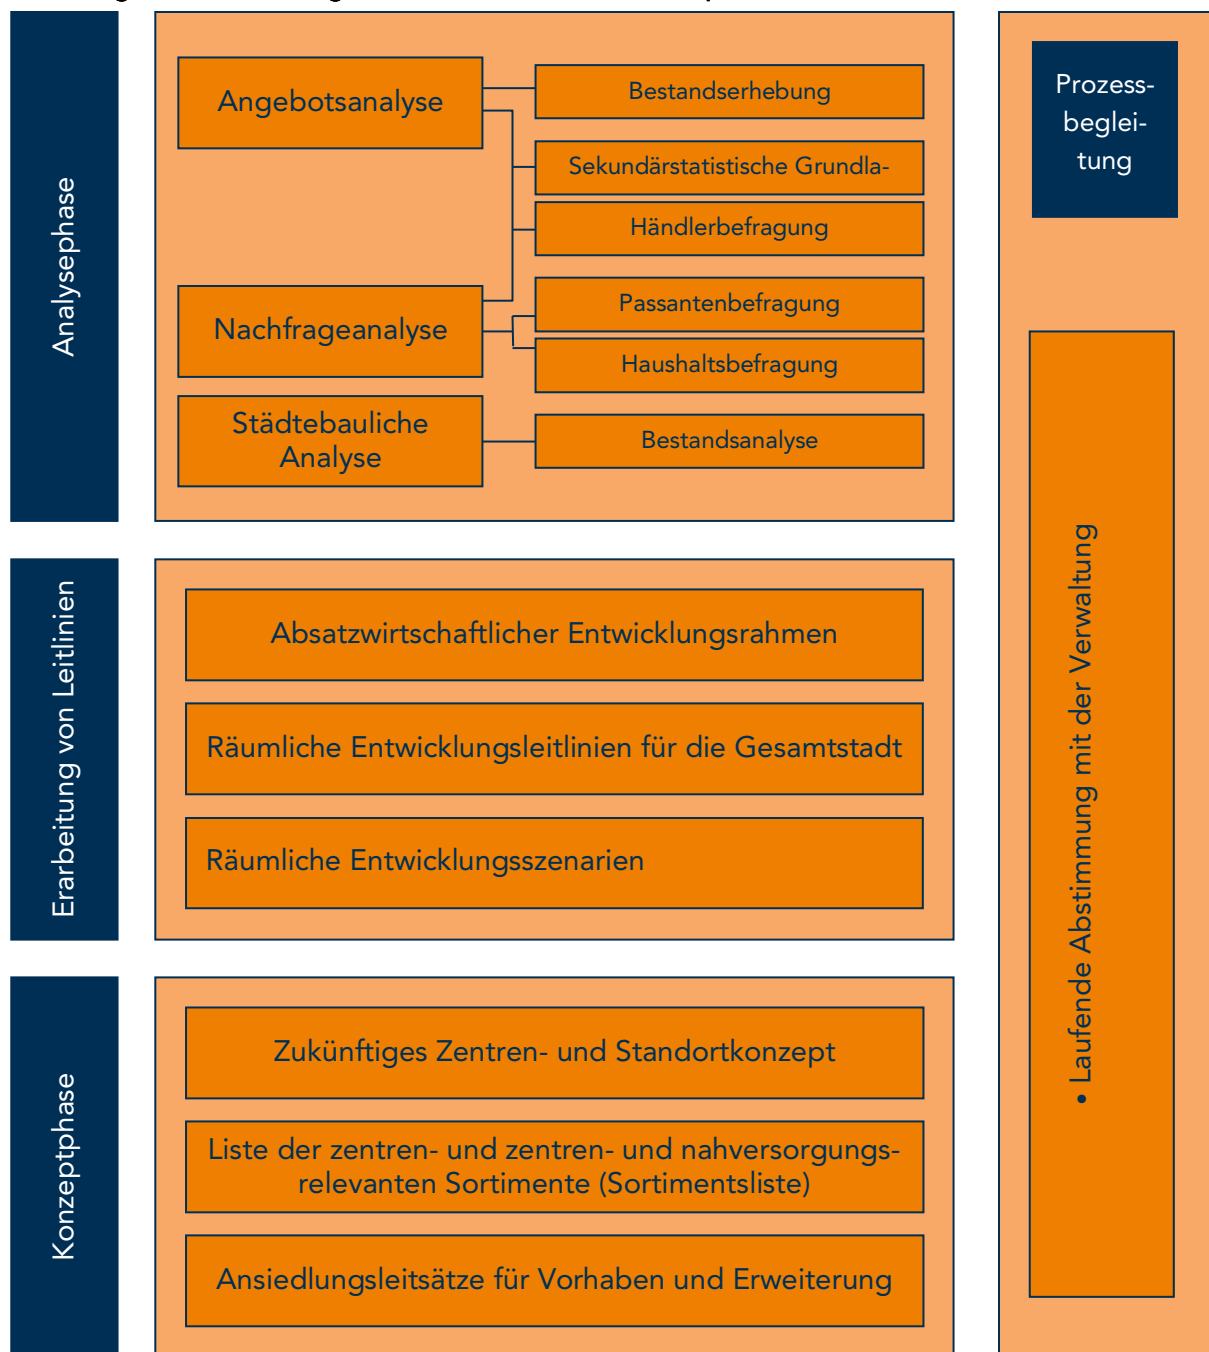 Analysephase
Angebotsanalyse
Bestandserhebung
Sekundärstatistische Grundla-
Händlerbefragung
Nachfrageanalyse
Passantenbefragung
Haushaltsbefragung
Städtebauliche
Analyse
Bestandsanalyse
Erarbeitung von Leitlinien
Absatzwirtschaftlicher Entwicklungsrahmen
Räumliche Entwicklungsleitlinien für die Gesamtstadt
Räumliche Entwicklungsszenarien
Konzeptphase
Zukünftiges Zentren- und Standortkonzept
Liste der zentren- und zentren- und nahversorgungs-
relevanten Sortimente (Sortimentsliste)
Ansiedlungsleitsätze für Vorhaben und Erweiterung
Prozess-
beglei-
tung
• Laufende Abstimmung mit der Verwaltung